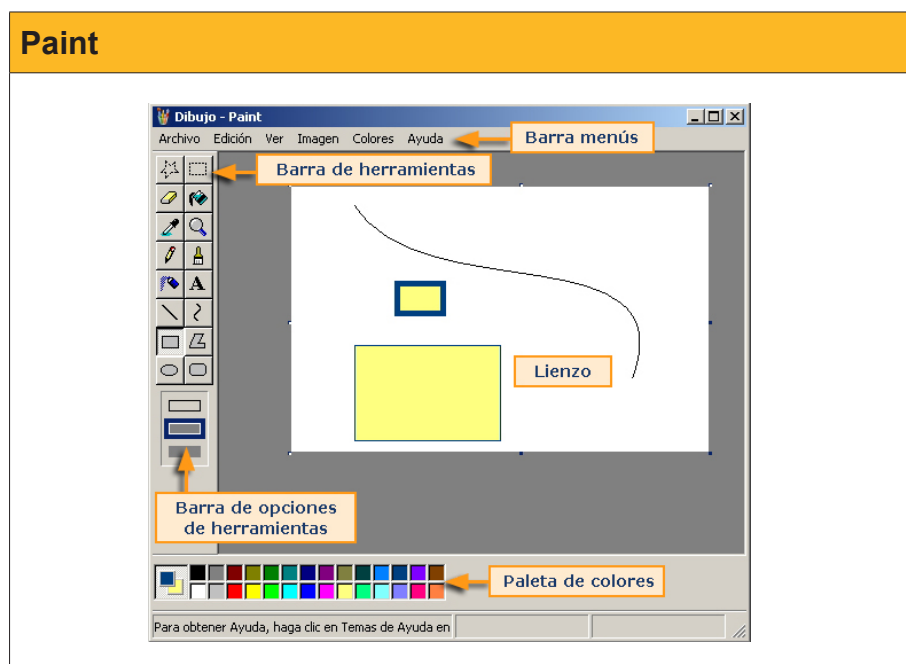 Paint
Dibujo - Paint
Archivo Edición Ver Imagen Colores Ayuda
Barra menús
Barra de herramientas
A
Lienzo
Barra de opciones
de herramientas
Paleta de colores
Para obtener Ayuda, haga clic en Temas de Ayuda en